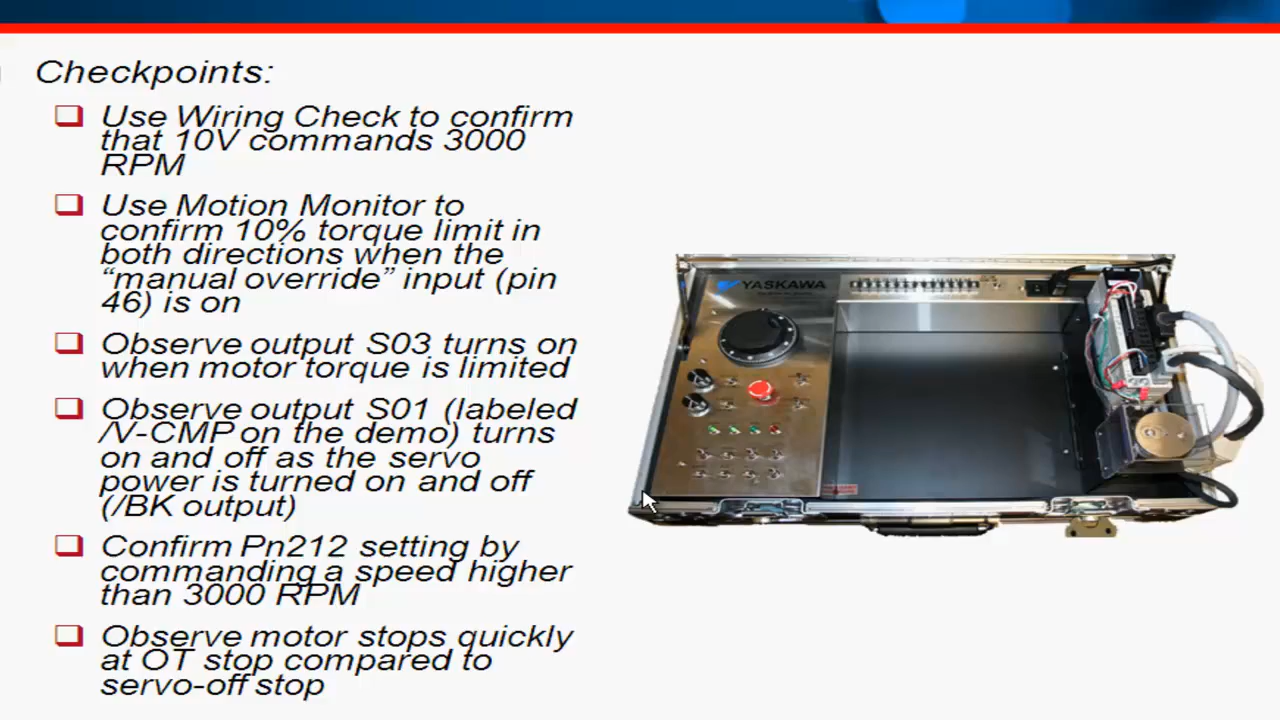 Checkpoints:
Use Wiring Check to confirm
that 10V commands 3000
RPM
Use Motion Monitor to
confirm 10% torque limit in
both directions when the
“manual override” input (pin
46) is on
Observe output S03 turns on
when motor torque is limited
Observe output S01 (labeled
/V-CMP on the demo) turns
on and off as the servo
power is turned on and off
(/BK output)
Confirm Pn212 setting by
commanding a speed higher
than 3000 RPM
Observe motor stops quickly
at OT stop compared to
servo-off stop
YASKAWA